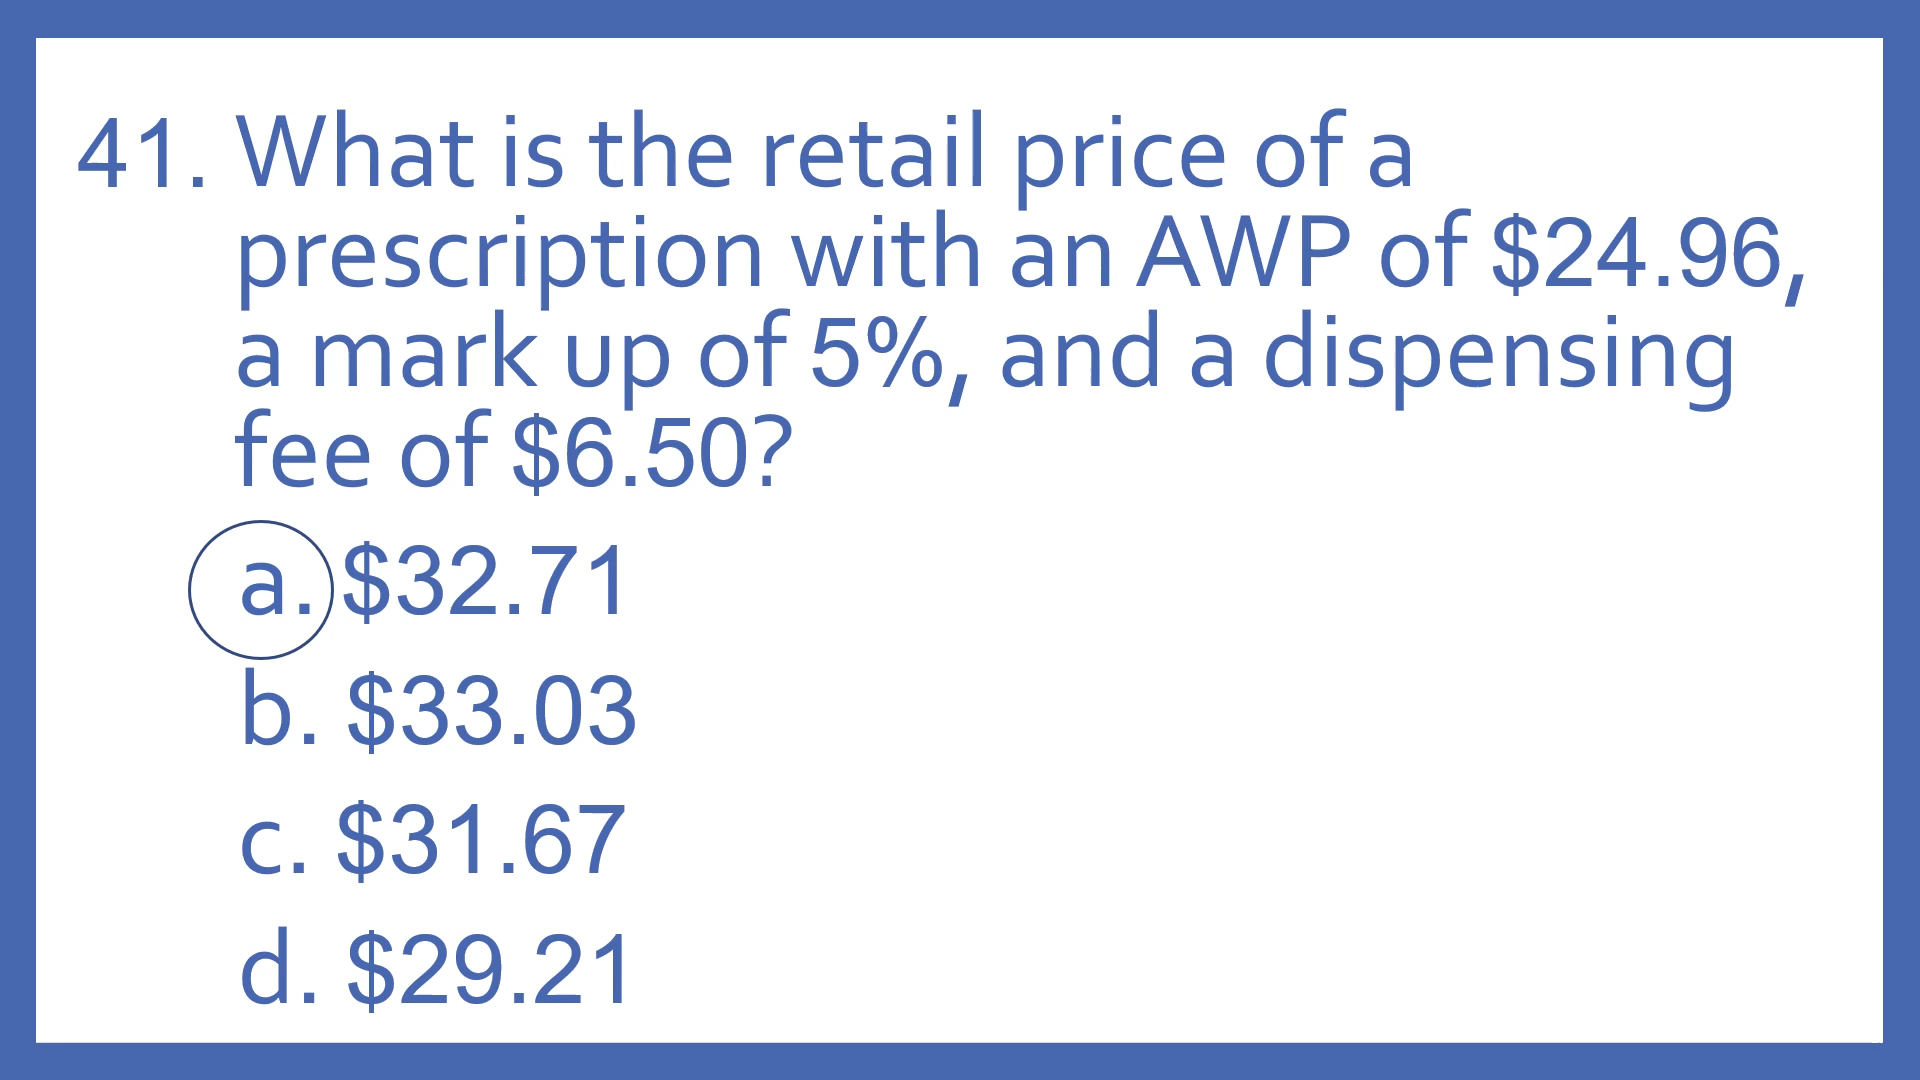 41. What is the retail price of a
prescription with an AWP of $24.96,
a mark up of 5%, and a dispensing
fee of $6.50?
a. $32.71
b. $33.03
c. $31.67
d. $29.21